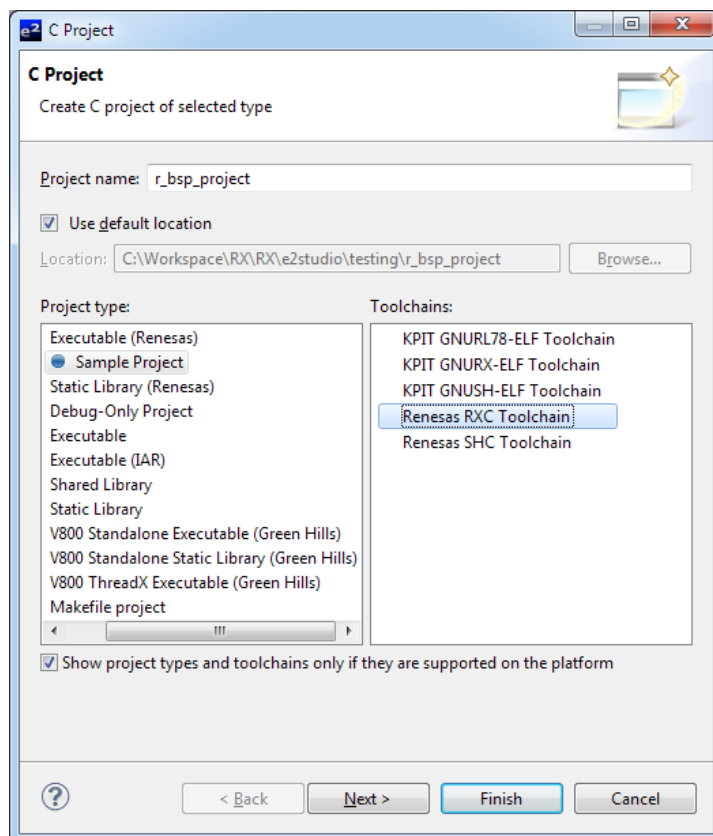 e² C Project
C Project
Create C project of selected type
Project name: r_bsp_project
Use default location
Location: C:\Workspace\RX\RX\e2studio\testing\r_bsp_project Browse...
Project type:
Executable (Renesas)
Sample Project
Static Library (Renesas)
Debug-Only Project
Executable
Executable (IAR)
Shared Library
Static Library
V800 Standalone Executable (Green Hills)
V800 Standalone Static Library (Green Hills)
V800 ThreadX Executable (Green Hills)
Makefile project
Toolchains:
KPIT GNURL78-ELF Toolchain
KPIT GNURX-ELF Toolchain
KPIT GNUSH-ELF Toolchain
Renesas RXC Toolchain
Renesas SHC Toolchain
Show project types and toolchains only if they are supported on the platform
? < Back Next > Finish Cancel